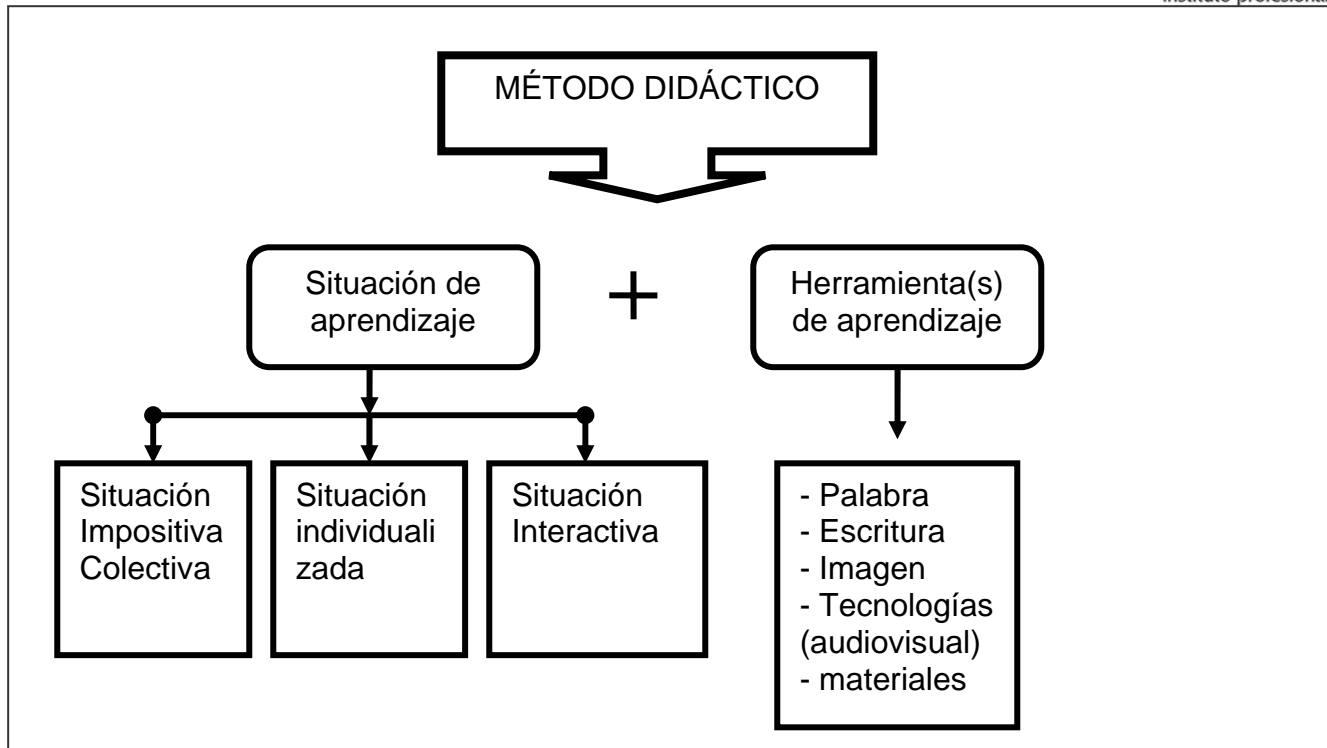 MÉTODO DIDÁCTICO
Situación de
aprendizaje
+
Herramienta(s)
de aprendizaje
Situación
Impositiva
Colectiva
Situación
individuali
zada
Situación
Interactiva
- Palabra
- Escritura
- Imagen
- Tecnologías
(audiovisual)
- materiales